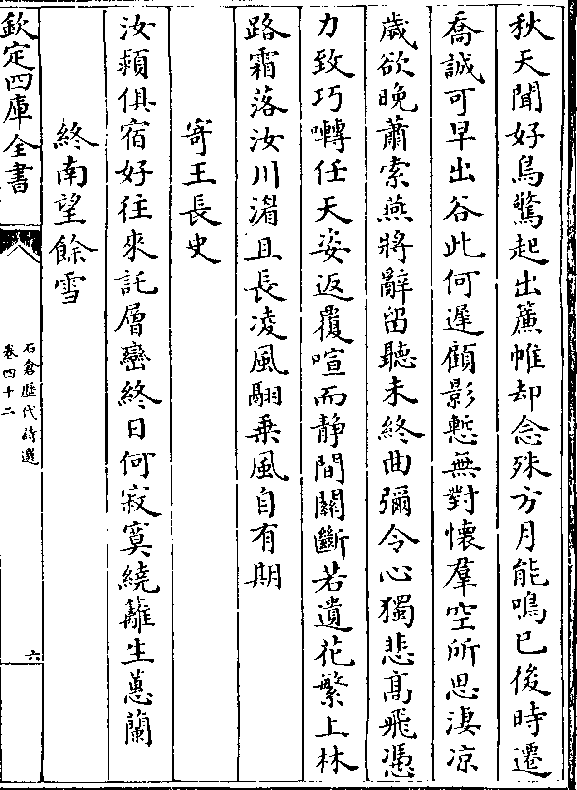 秋天聞好鳥驚起出簾帷却念殊方月能鳴已後時遷
喬誠可早出谷此何遲顧影慙無對懷羣空所思淒凉
歲欲晚蕭索燕將辭留聽未終曲彌令心獨悲髙飛憑
力致巧囀任天姿返覆喧而静間關斷若遺花繁上林
路霜落汝川湄且長凌風翮乗風自有期
寄王長史
汝潁俱宿好往來託層巒終日何寂寞繞籬生蕙蘭
終南望餘雪
欽定四庫全書
石倉歴代詩選
卷四十二
六